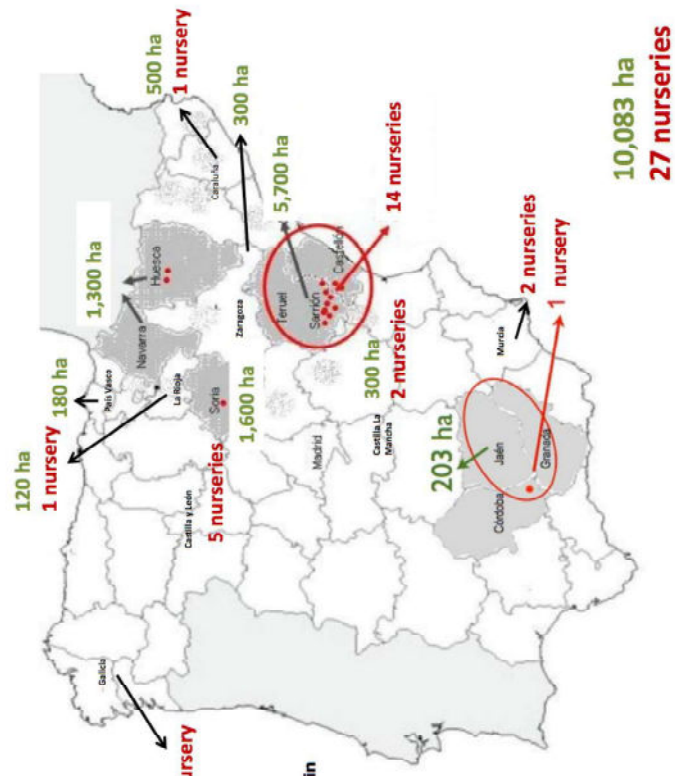 120 ha
1 nursery
180 ha
1,300 ha
500 ha
1 nursery
300 ha
País Vasco
Navarra
Huesca
Caraluña
Galicia
La Rioja
Zaragoza
Soria
Castilla y León
5 nurseries
1,600 ha
Teruel
Sarrión
Castellón
5,700 ha
14 nurseries
Madrid
300 ha
2 nurseries
Castilla La
Mancha
ursery
203 ha
Murcia
2 nurseries
1 nursery
Córdoba
Jaén
Granada
in
10,083 ha
27 nurseries